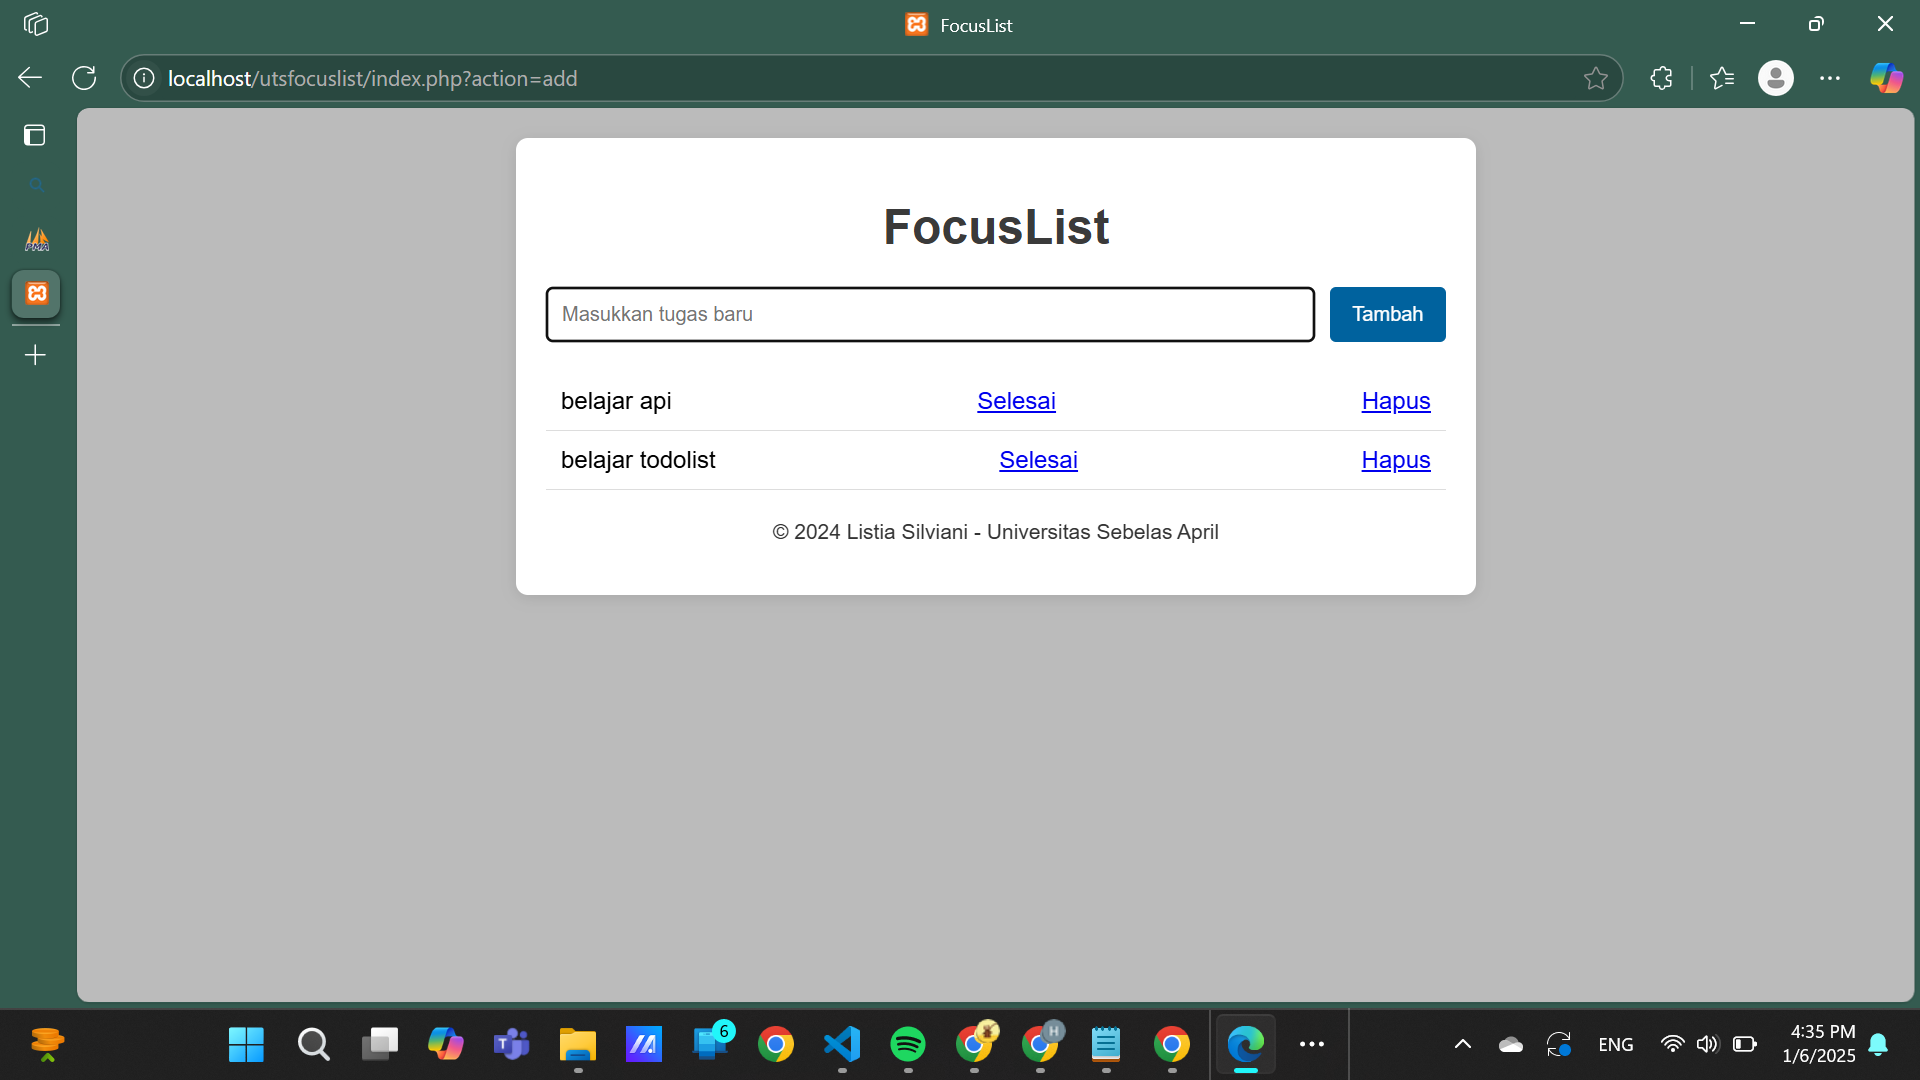 FocusList
localhost/utsfocuslist/index.php?action=add
PMA
FocusList
Masukkan tugas baru
Tambah
belajar api Selesai Hapus
belajar todolist Selesai Hapus
© 2024 Listia Silviani - Universitas Sebelas April
6
H
ENG
4:35 PM
1/6/2025